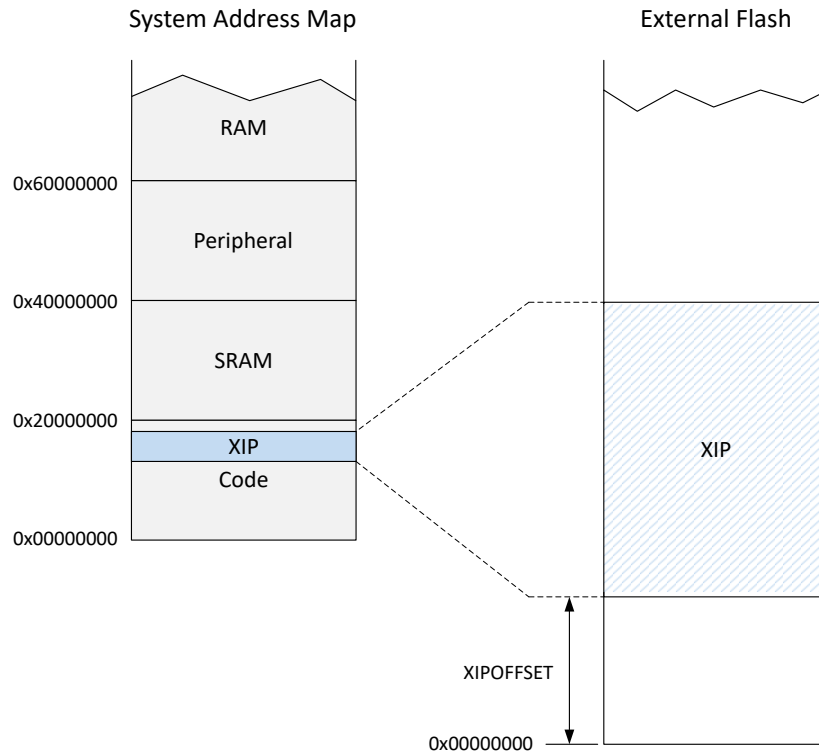 System Address Map
External Flash
RAM
0x60000000
Peripheral
0x40000000
SRAM
0x20000000
XIP
XIP
Code
0x00000000
XIPOFFSET
0x00000000